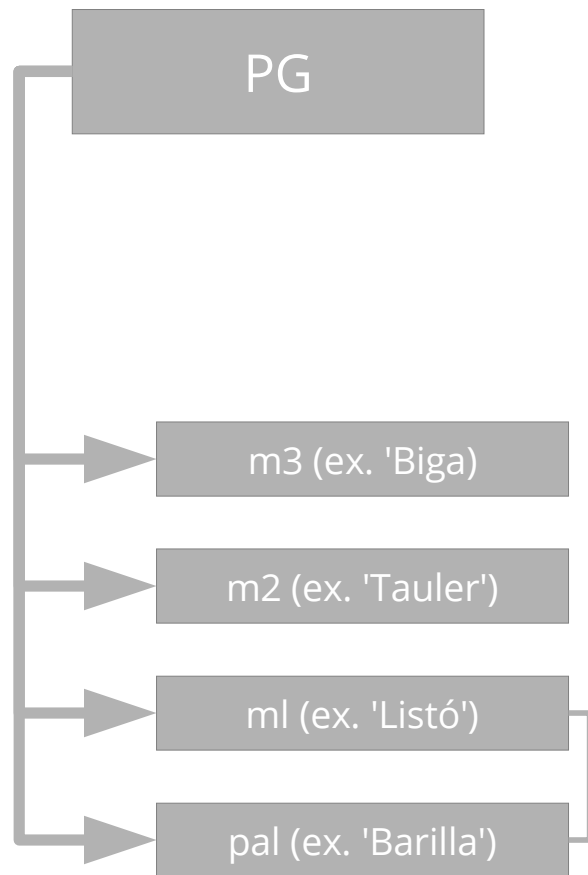 PG
m3 (ex. 'Biga)
m2 (ex. 'Tauler')
ml (ex. 'Listó')
pal (ex. 'Barilla')